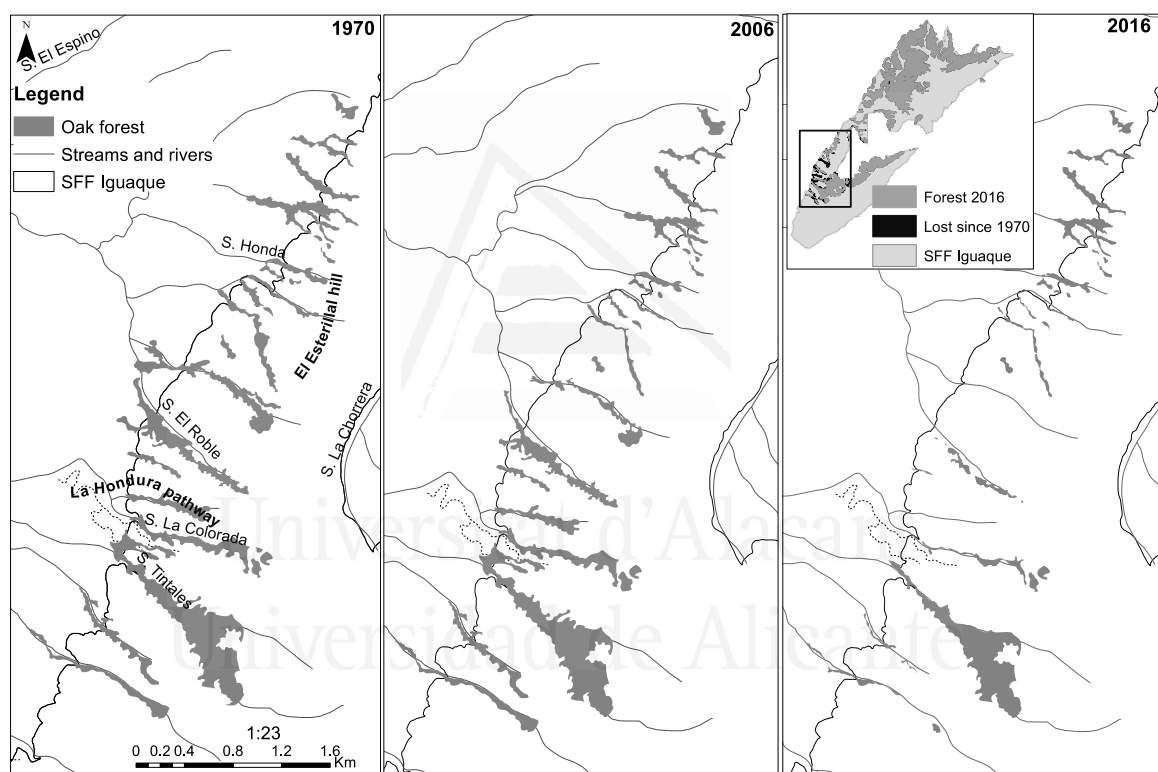 1970
N
S. El Espino
Legend
Oak forest
Streams and rivers
SFF Iguaque
S. Honda
El Esterillal hill
S. El Roble
S. La Chorrera
La Hondura pathway
S. La Colorada
S. Tintales
1:23
0 0.2 0.4 0.8 1.2 1.6
Km
2006
2016
Forest 2016
Lost since 1970
SFF Iguaque
Universitat d'Alacant
Universidad de Alicante